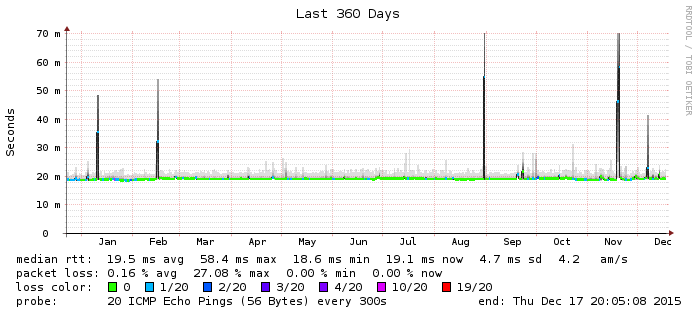 Last 360 Days
RRDTOOL / TOBI OETIKER
Seconds
70 m
60 m
50 m
40 m
30 m
20 m
10 m
0
Jan Feb Mar Apr May Jun Jul Aug Sep Oct Nov Dec
median rtt: 19.5 ms avg 58.4 ms max 18.6 ms min 19.1 ms now 4.7 ms sd 4.2 am/s
packet loss: 0.16 % avg 27.08 % max 0.00 % min 0.00 % now
loss color: 0 1/20 2/20 3/20 4/20 10/20 19/20
probe: 20 ICMP Echo Pings (56 Bytes) every 300s end: Thu Dec 17 20:05:08 2015